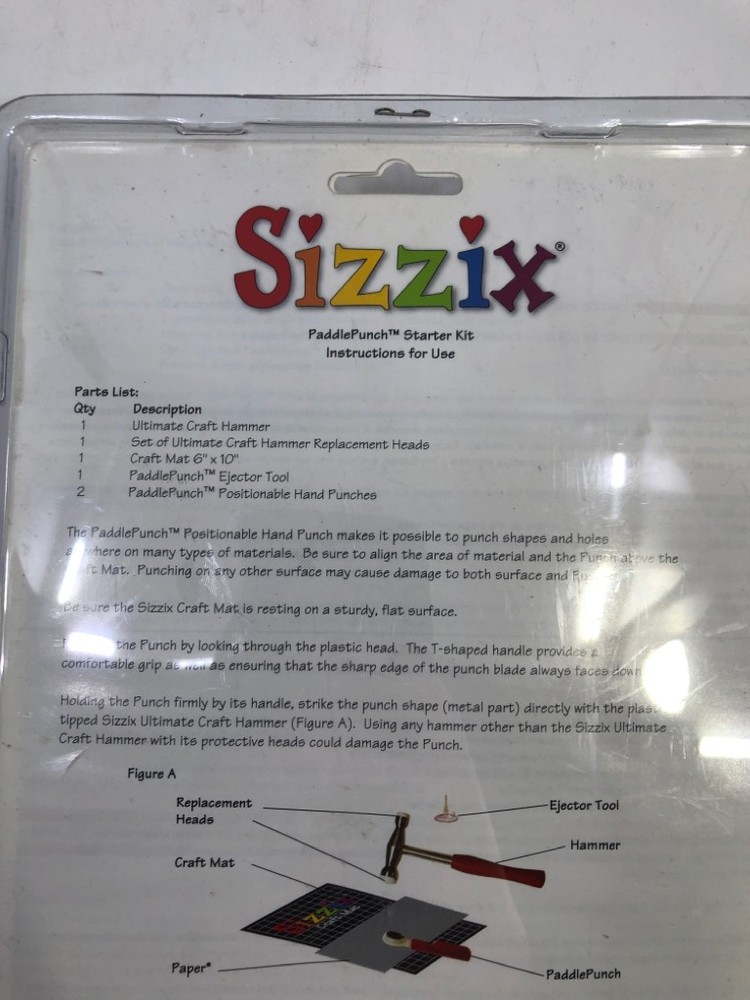 Sizzix®
PaddlePunch™ Starter Kit
Instructions for Use
Parts List:
Qty Description
1 Ultimate Craft Hammer
1 Set of Ultimate Craft Hammer Replacement Heads
1 Craft Mat 6" x 10"
1 PaddlePunch™ Ejector Tool
2 PaddlePunch™ Positionable Hand Punches
The PaddlePunch™ Positionable Hand Punch makes it possible to punch shapes and holes
anywhere on many types of materials. Be sure to align the area of material and the Punch above the
Craft Mat. Punching on any other surface may cause damage to both surface and
Be sure the Sizzix Craft Mat is resting on a sturdy, flat surface.
the Punch by looking through the plastic head. The T-shaped handle provides a
comfortable grip as well as ensuring that the sharp edge of the punch blade always faces down
Holding the Punch firmly by its handle, strike the punch shape (metal part) directly with the plastic
tipped Sizzix Ultimate Craft Hammer (Figure A). Using any hammer other than the Sizzix Ultimate
Craft Hammer with its protective heads could damage the Punch.
Figure A
Replacement
Heads
Ejector Tool
Hammer
Craft Mat
Sizzix
Craft Mat
Paper*
PaddlePunch